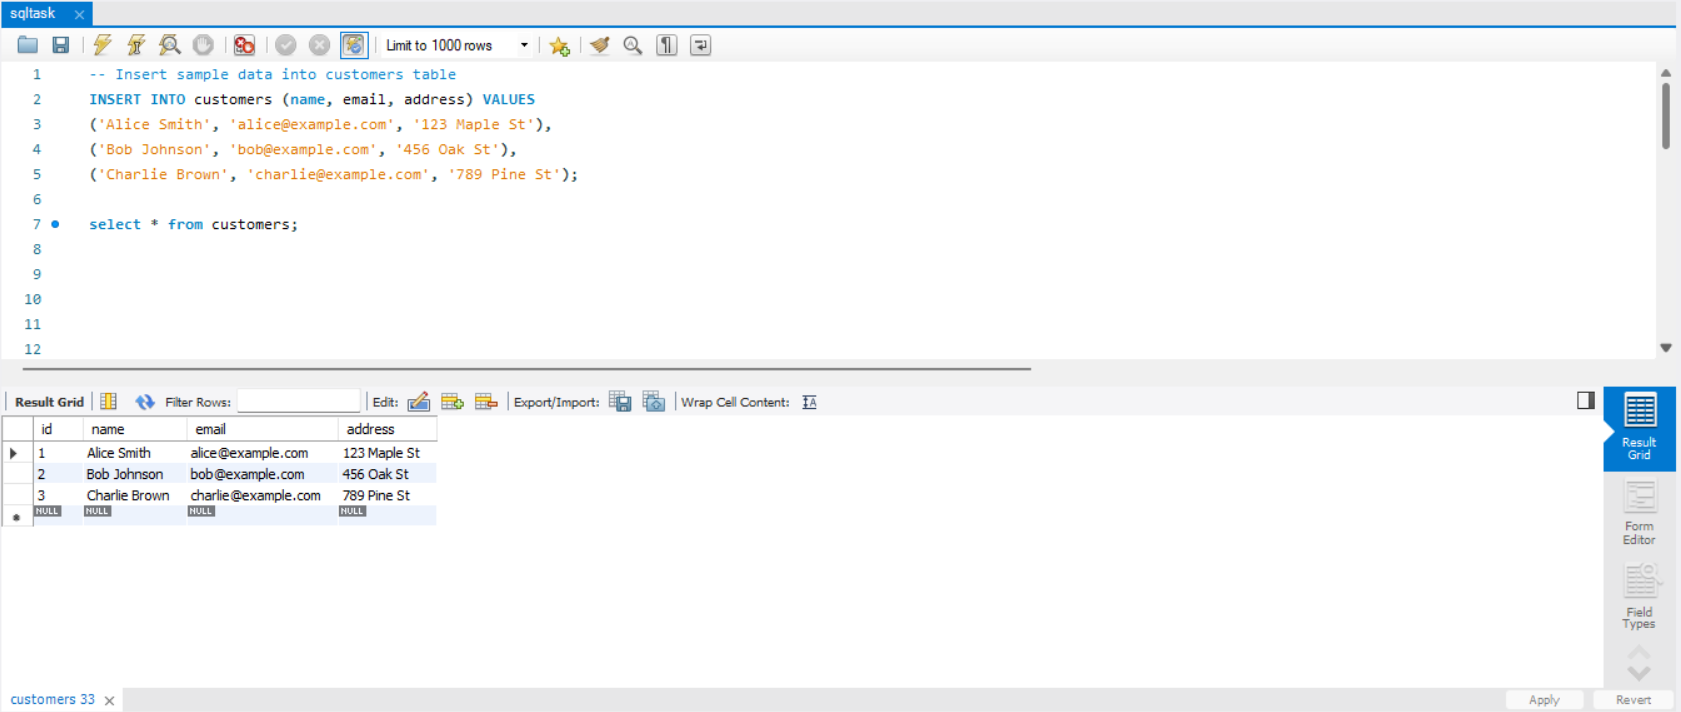 sqltask
Limit to 1000 rows
1 -- Insert sample data into customers table
2 INSERT INTO customers (name, email, address) VALUES
3 ('Alice Smith', 'alice@example.com', '123 Maple St'),
4 ('Bob Johnson', 'bob@example.com', '456 Oak St'),
5 ('Charlie Brown', 'charlie@example.com', '789 Pine St');
6
7 select * from customers;
8
9
10
11
12
Result Grid Filter Rows: Edit: Export/Import: Wrap Cell Content:
id name email address
1 Alice Smith alice@example.com 123 Maple St
2 Bob Johnson bob@example.com 456 Oak St
3 Charlie Brown charlie@example.com 789 Pine St
NULL NULL NULL NULL
Result
Grid
Form
Editor
Field
Types
customers 33
Apply Revert